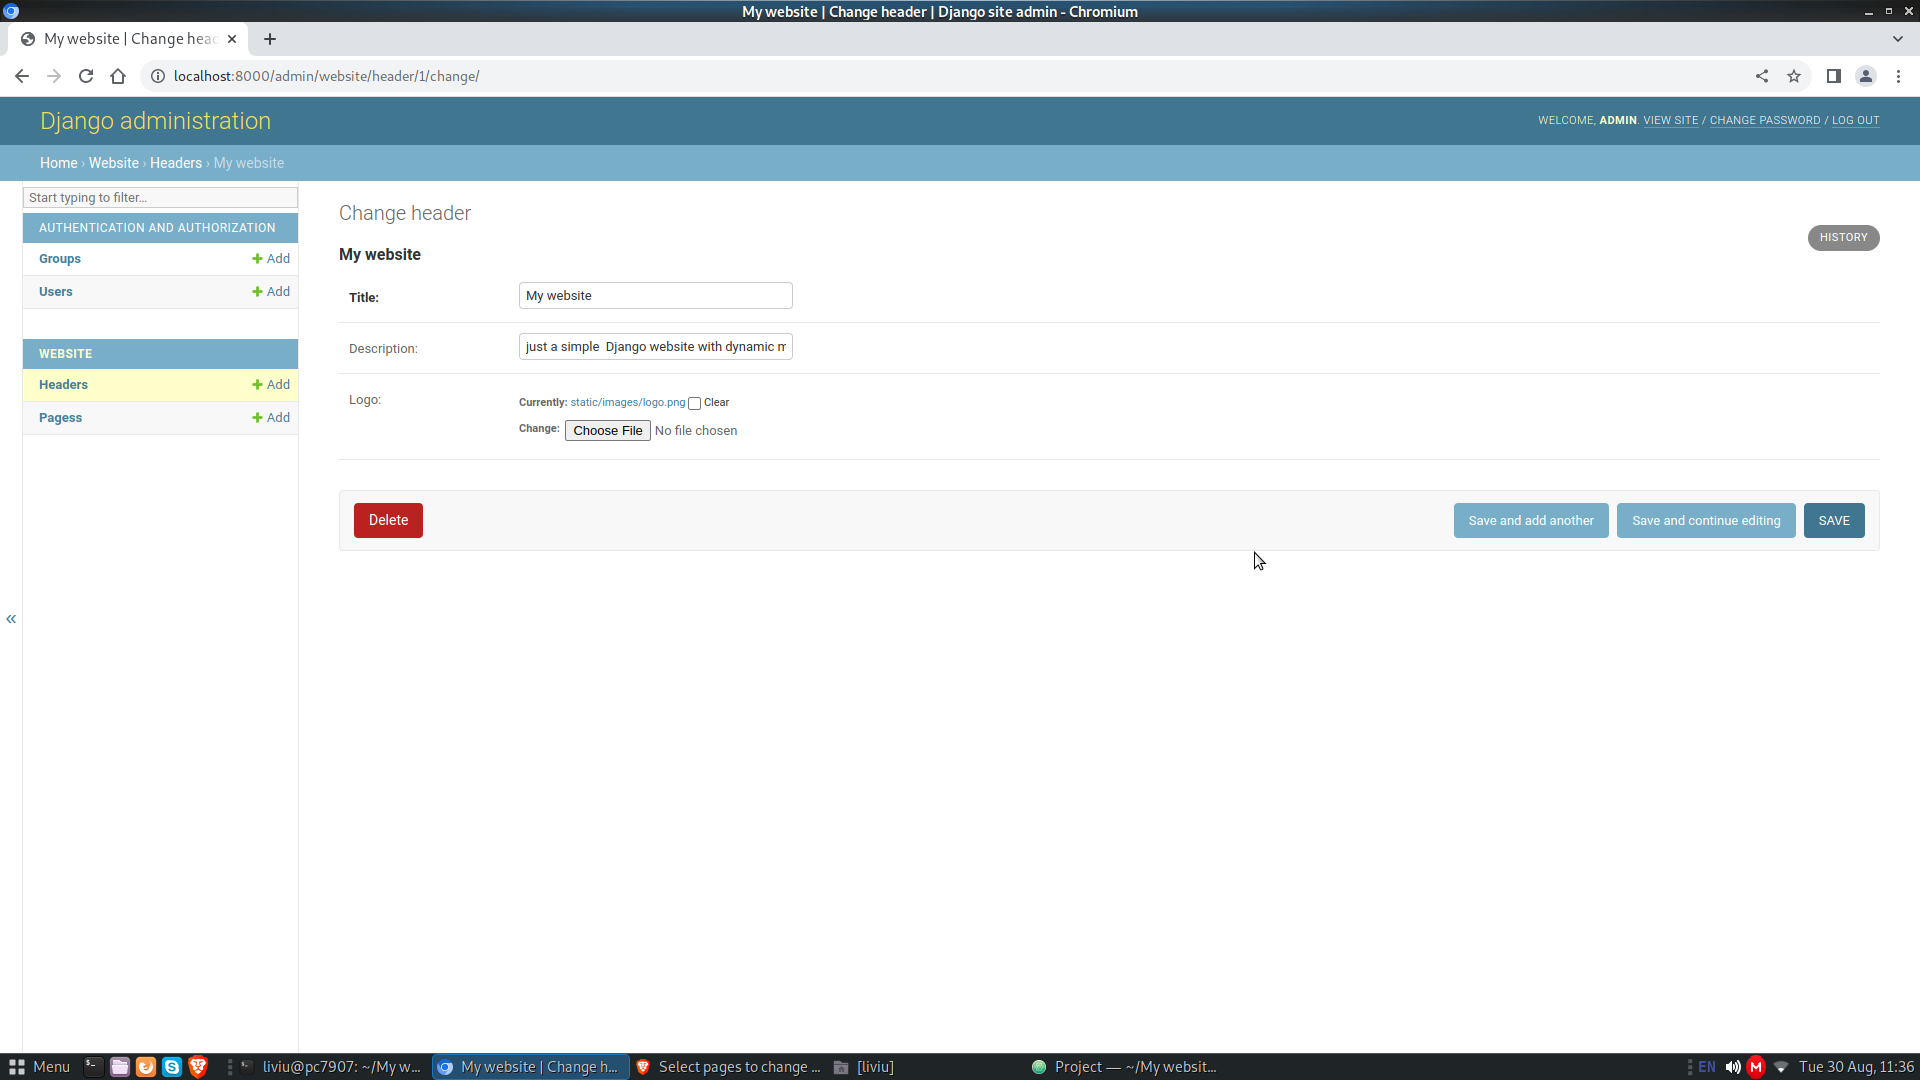 My website | Change header | Django site admin - Chromium
My website | Change head
localhost:8000/admin/website/header/1/change/
Django administration
WELCOME, ADMIN. VIEW SITE / CHANGE PASSWORD / LOG OUT
Home › Website › Headers › My website
Start typing to filter…
AUTHENTICATION AND AUTHORIZATION
Groups + Add
Users + Add
WEBSITE
Headers + Add
Pagess + Add
«
Change header
HISTORY
My website
Title: My website
Description: just a simple  Django website with dynamic m
Logo: Currently: static/images/logo.png Clear
Change: Choose File No file chosen
Delete Save and add another Save and continue editing SAVE
Menu liviu@pc7907: ~/My w... My website | Change h... Select pages to change ... [liviu] Project — ~/My websit... EN M Tue 30 Aug, 11:36